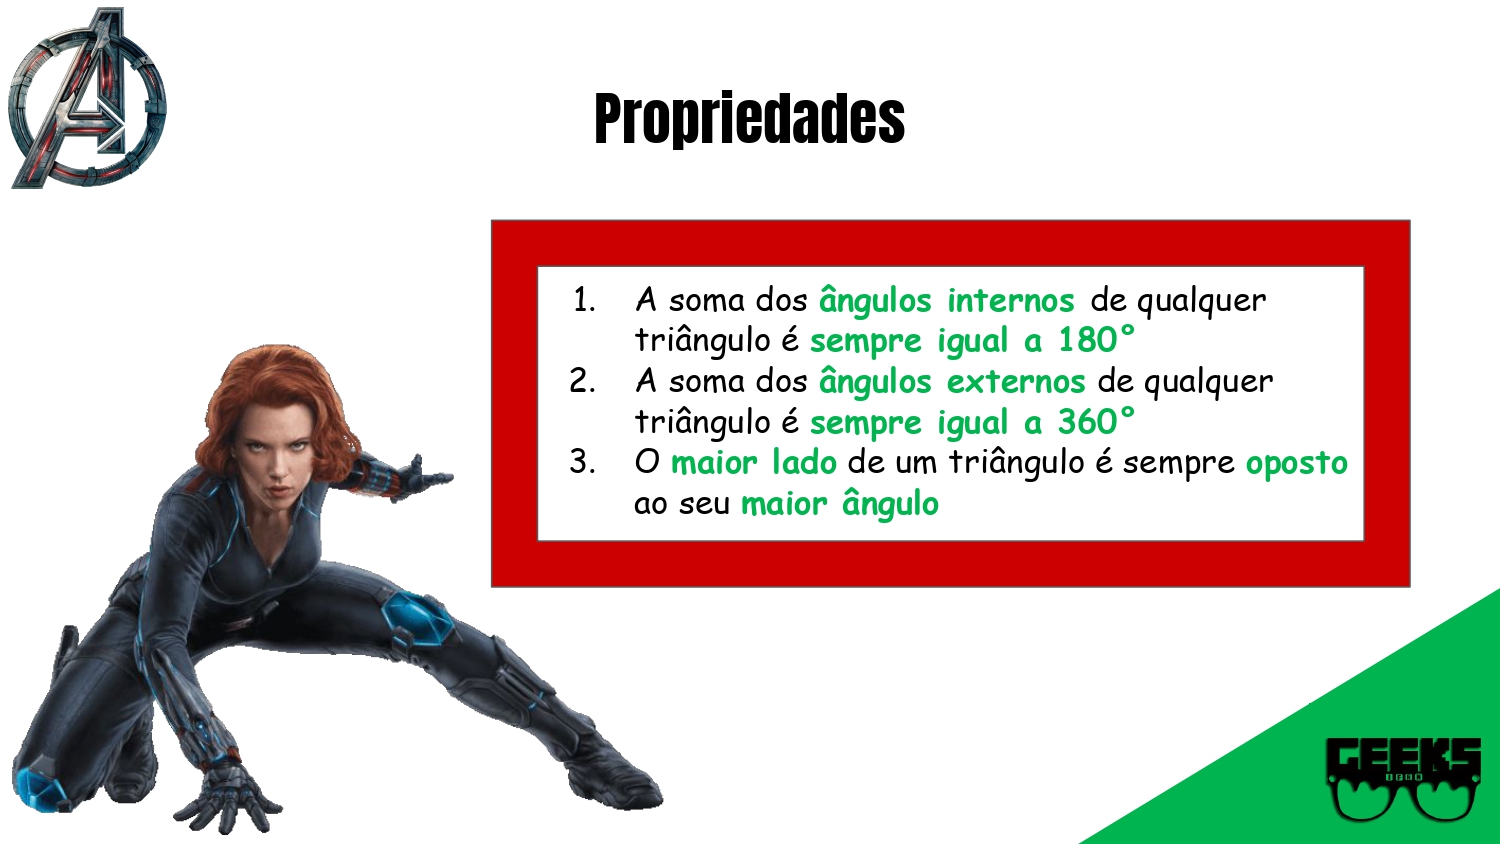 Propriedades
1. A soma dos ângulos internos de qualquer
triângulo é sempre igual a 180°
2. A soma dos ângulos externos de qualquer
triângulo é sempre igual a 360°
3. O maior lado de um triângulo é sempre oposto
ao seu maior ângulo
GEEKS